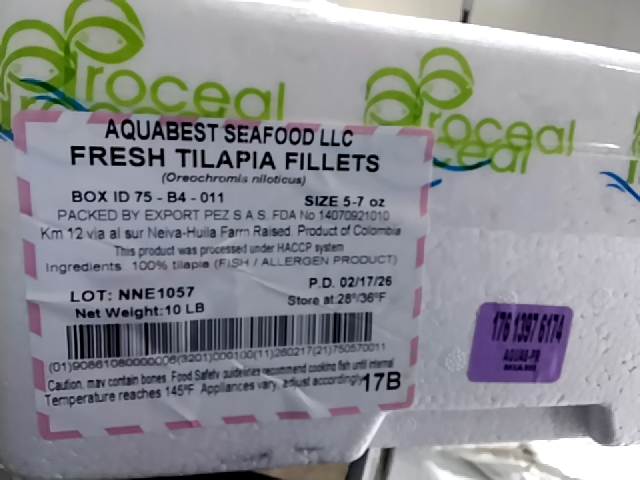 Proceal
Proceal
AQUABEST SEAFOOD LLC
FRESH TILAPIA FILLETS
(Oreochromis niloticus)
BOX ID 75 - B4 - 011 SIZE 5-7 oz
PACKED BY EXPORT PEZ S A S. FDA No 14070921010
Km 12 via al sur Neiva-Huila Farm Raised. Product of Colombia
This product was processed under HACCP system
Ingredients 100% tilapia (FISH / ALLERGEN PRODUCT)
P.D. 02/17/26
LOT: NNE1057
Store at:28°/36°F
Net Weight:10 LB
(3201)000100(11)260217(21)750570011
Caution, may contain bones. Food Safety guidelines recommend cooking fish until internal
Temperature reaches 145°F. Appliances vary, adjust accordingly 17B
176 1397 6174
MIAMI